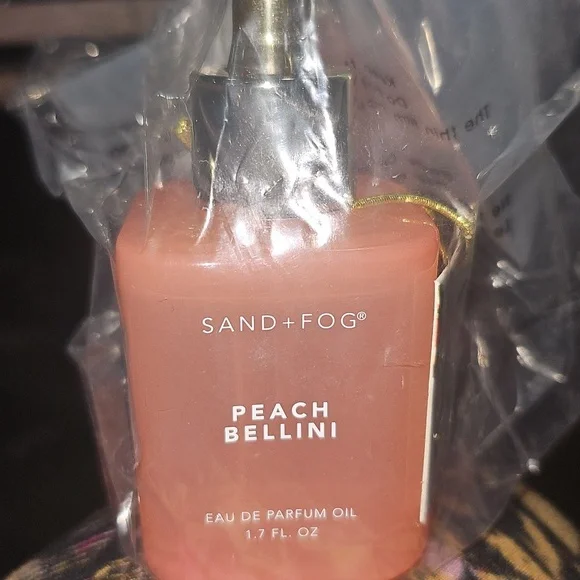 SAND+FOG®
PEACH
BELLINI
EAU DE PARFUM OIL
1.7 FL. OZ